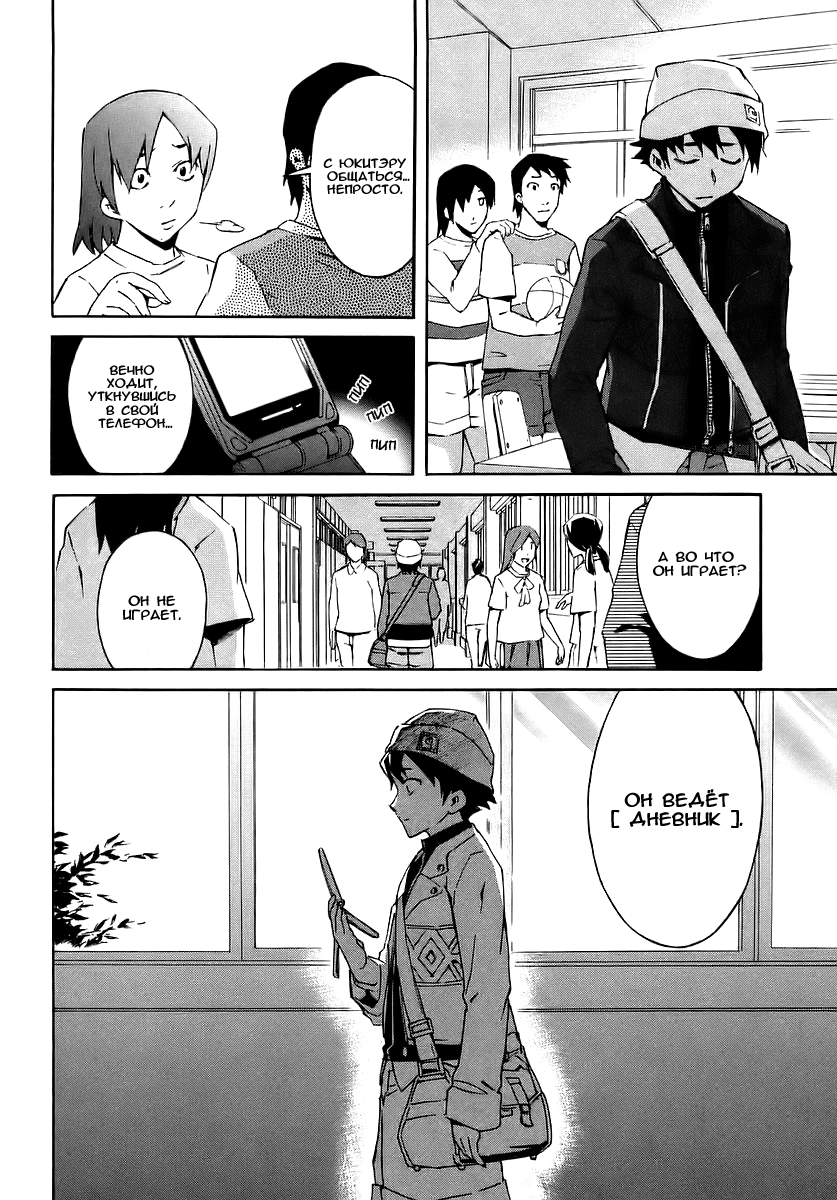 С ЮКИТЭРУ
ОБЩАТЬСЯ...
НЕПРОСТО.
ВЕЧНО
ХОДИТ,
УТКНУВШИСЬ
В СВОЙ
ТЕЛЕФОН...
ПИП
ПИП
ПИП
А ВО ЧТО
ОН ИГРАЕТ?
ОН НЕ
ИГРАЕТ.
ОН ВЕДЁТ
[ ДНЕВНИК ].